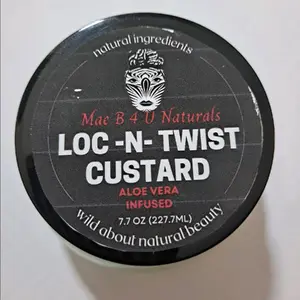 natural ingredients
Mac B 4 U Naturals
LOC -N- TWIST
CUSTARD
ALOE VERA
INFUSED
7.7 OZ (227.7ML)
wild about natural beauty